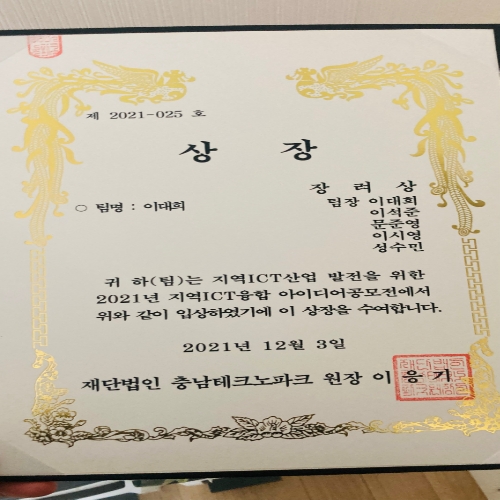 제 2021-025 호
상 장
장 려 상
○ 팀명 : 이대희
팀장 이대희
이석준
문준영
이시영
성수민
귀 하(팀)는 지역ICT산업 발전을 위한
2021년 지역ICT융합 아이디어공모전에서
위와 같이 입상하였기에 이 상장을 수여합니다.
2021년 12월 3일
재단법인 충남테크노파크 원장 이 응 기